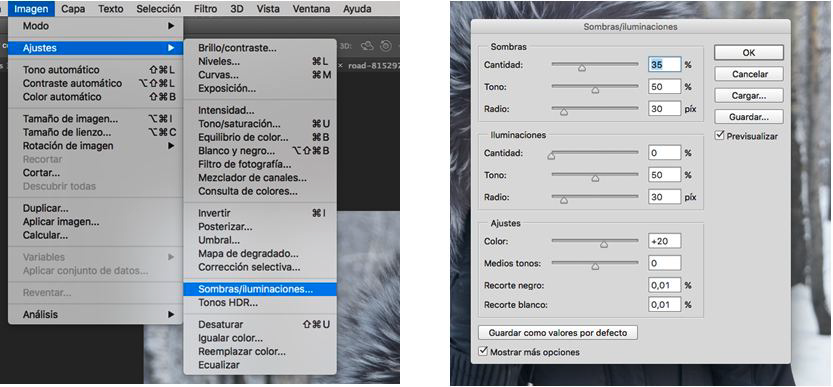 Imagen Capa Texto Selección Filtro 3D Vista Ventana Ayuda
Modo
Ajustes
Tono automático ⇧⌘L
Contraste automático ⌥⇧⌘L
Color automático ⇧⌘B
Tamaño de imagen... ⌥⌘I
Tamaño de lienzo... ⌥⌘C
Rotación de imagen
Recortar
Cortar...
Descubrir todas
Duplicar...
Aplicar imagen...
Calcular...
Variables
Aplicar conjunto de datos...
Reventar...
Análisis
3D:
× road-815297
Brillo/contraste...
Niveles... ⌘L
Curvas... ⌘M
Exposición...
Intensidad...
Tono/saturación... ⌘U
Equilibrio de color... ⌘B
Blanco y negro... ⌥⇧⌘B
Filtro de fotografía...
Mezclador de canales...
Consulta de colores...
Invertir ⌘I
Posterizar...
Umbral...
Mapa de degradado...
Corrección selectiva...
Sombras/iluminaciones...
Tonos HDR...
Desaturar ⇧⌘U
Igualar color...
Reemplazar color...
Ecualizar
Sombras/iluminaciones
Sombras
Cantidad: 35 %
Tono: 50 %
Radio: 30 píx
Iluminaciones
Cantidad: 0 %
Tono: 50 %
Radio: 30 píx
Ajustes
Color: +20
Medios tonos: 0
Recorte negro: 0,01 %
Recorte blanco: 0,01 %
Guardar como valores por defecto
Mostrar más opciones
OK
Cancelar
Cargar...
Guardar...
Previsualizar